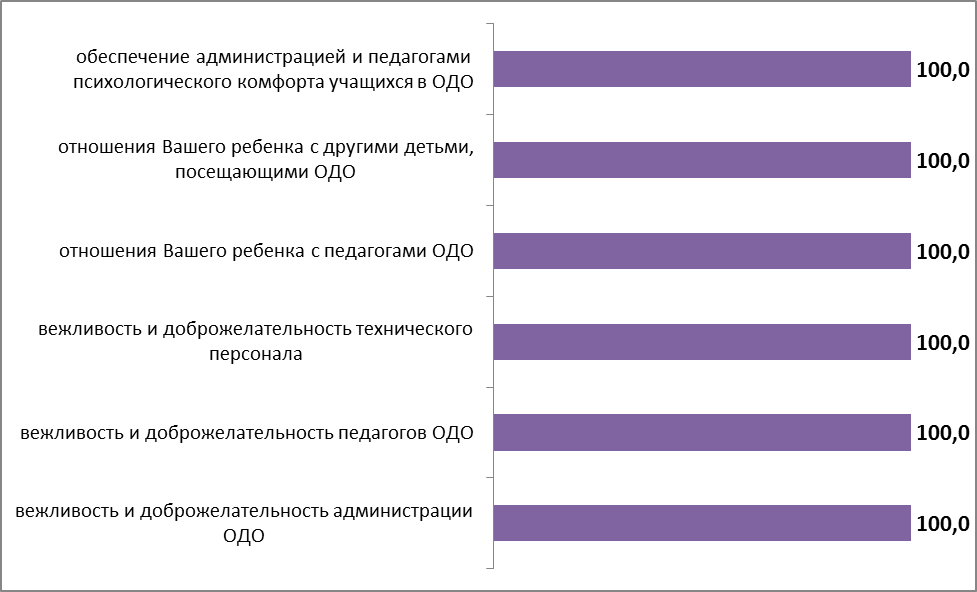 обеспечение администрацией и педагогами
психологического комфорта учащихся в ОДО
100,0
отношения Вашего ребенка с другими детьми,
посещающими ОДО
100,0
отношения Вашего ребенка с педагогами ОДО
100,0
вежливость и доброжелательность технического
персонала
100,0
вежливость и доброжелательность педагогов ОДО
100,0
вежливость и доброжелательность администрации
ОДО
100,0